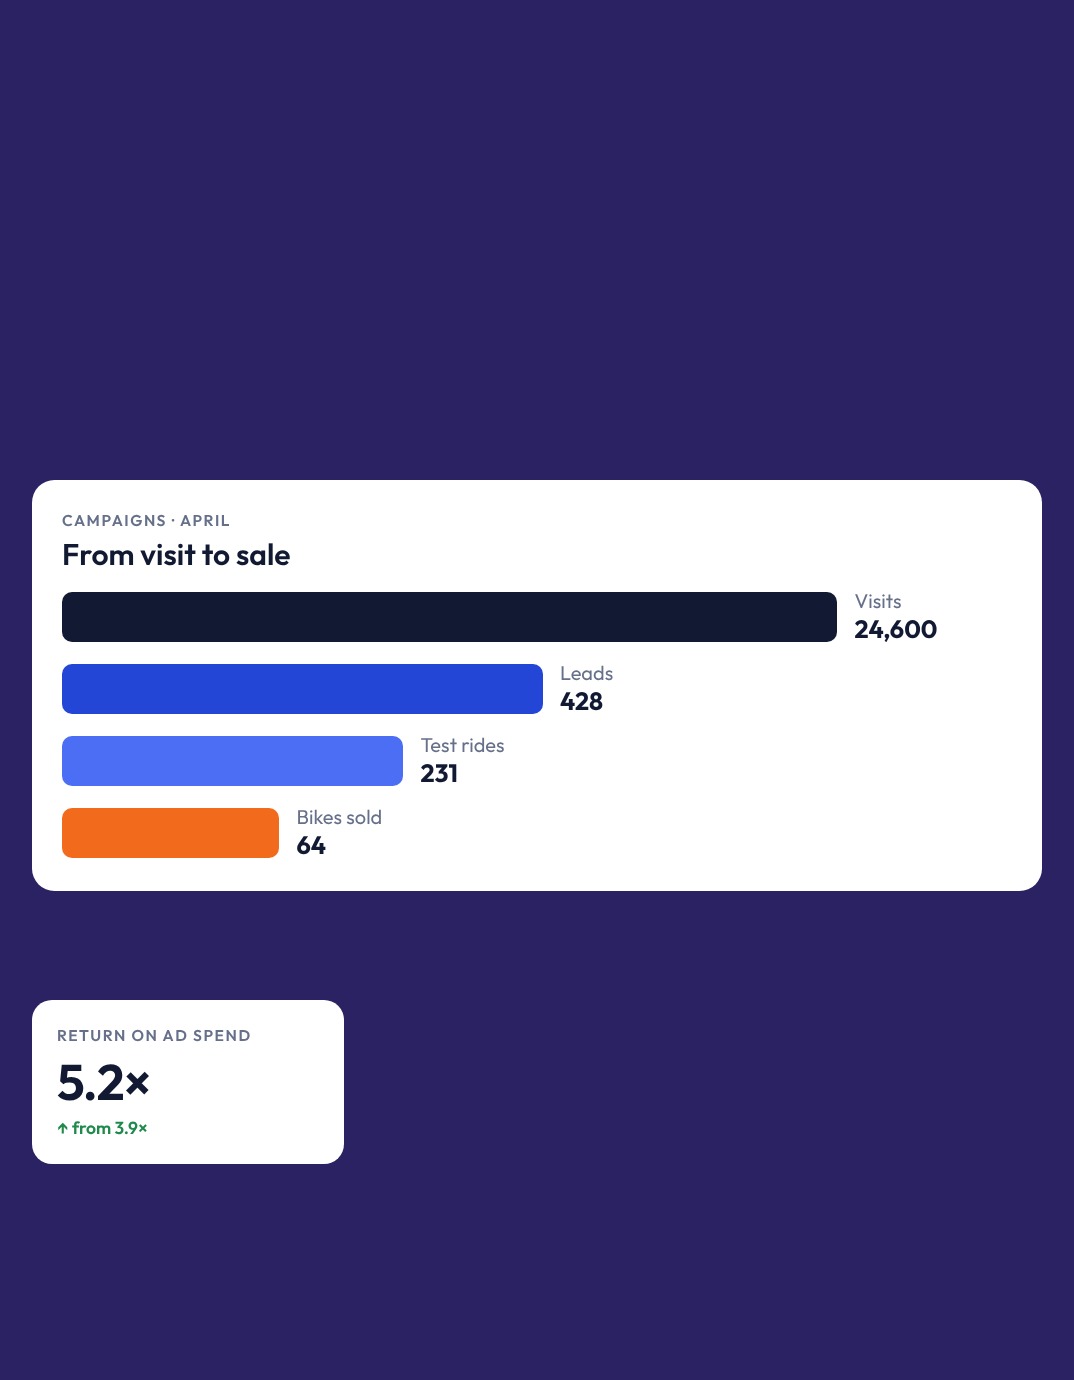 CAMPAIGNS · APRIL
From visit to sale
Visits
24,600
Leads
428
Test rides
231
Bikes sold
64
RETURN ON AD SPEND
5.2×
↑ from 3.9×